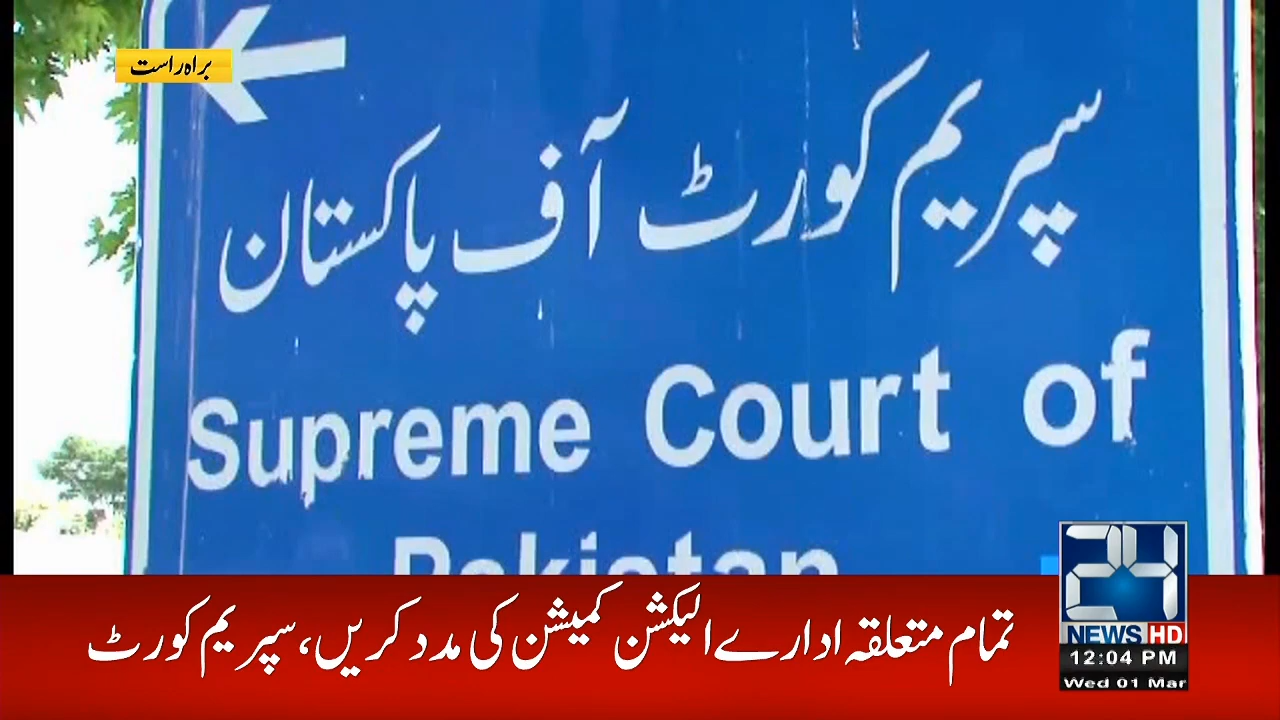 براہ راست
سپریم کورٹ آف پاکستان
Supreme Court of
Pakistan
تمام متعلقہ ادارے الیکشن کمیشن کی مدد کریں، سپریم کورٹ
24
NEWS HD
12:04 PM
Wed 01 Mar